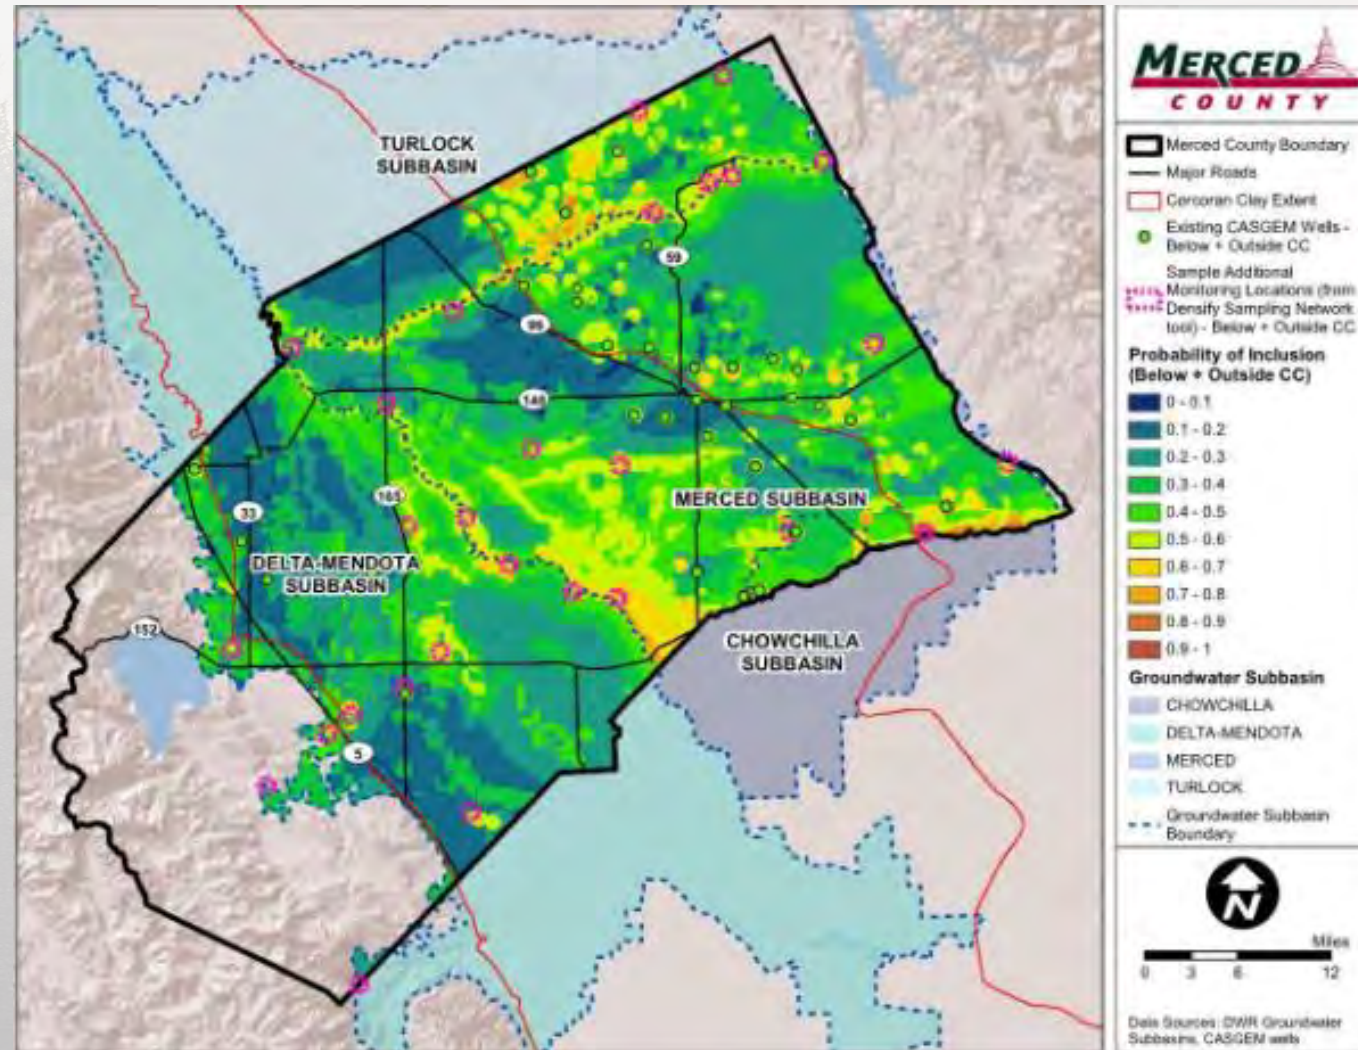 TURLOCK
SUBBASIN
59
99
140
165
33
MERCED SUBBASIN
DELTA-MENDOTA
SUBBASIN
152
CHOWCHILLA
SUBBASIN
5
MERCED
COUNTY
Merced County Boundary
Major Roads
Corcoran Clay Extent
Existing CASGEM Wells -
Below + Outside CC
Sample Additional
Monitoring Locations (from
Densify Sampling Network
tool) - Below + Outside CC
Probability of Inclusion
(Below + Outside CC)
0 - 0.1
0.1 - 0.2
0.2 - 0.3
0.3 - 0.4
0.4 - 0.5
0.5 - 0.6
0.6 - 0.7
0.7 - 0.8
0.8 - 0.9
0.9 - 1
Groundwater Subbasin
CHOWCHILLA
DELTA-MENDOTA
MERCED
TURLOCK
Groundwater Subbasin
Boundary
N
Miles
0 3 6 12
Data Sources: DWR Groundwater
Subbasins, CASGEM wells